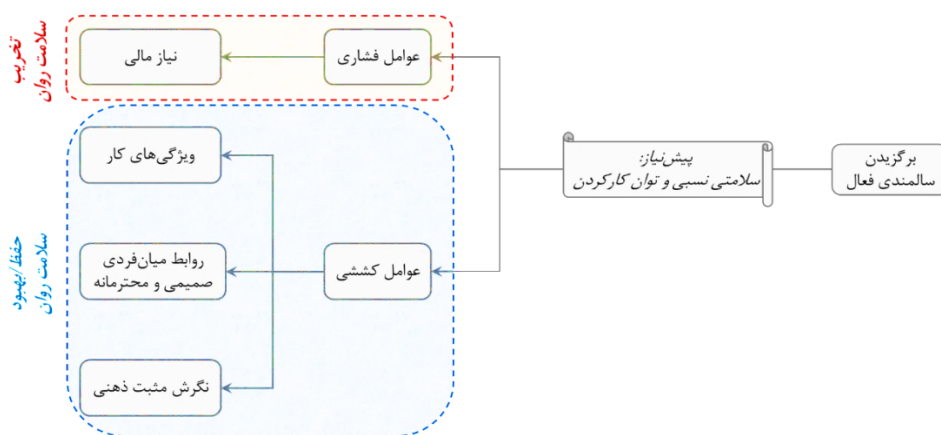 برگزیدن
سالمندی فعال
پیش‌نیاز:
سلامتی نسبی و توان کارکردن
عوامل فشاری
نیاز مالی
تخریب
سلامت روان
عوامل کششی
ویژگی‌های کار
روابط میان‌فردی
صمیمی و محترمانه
نگرش مثبت ذهنی
حفظ/بهبود
سلامت روان